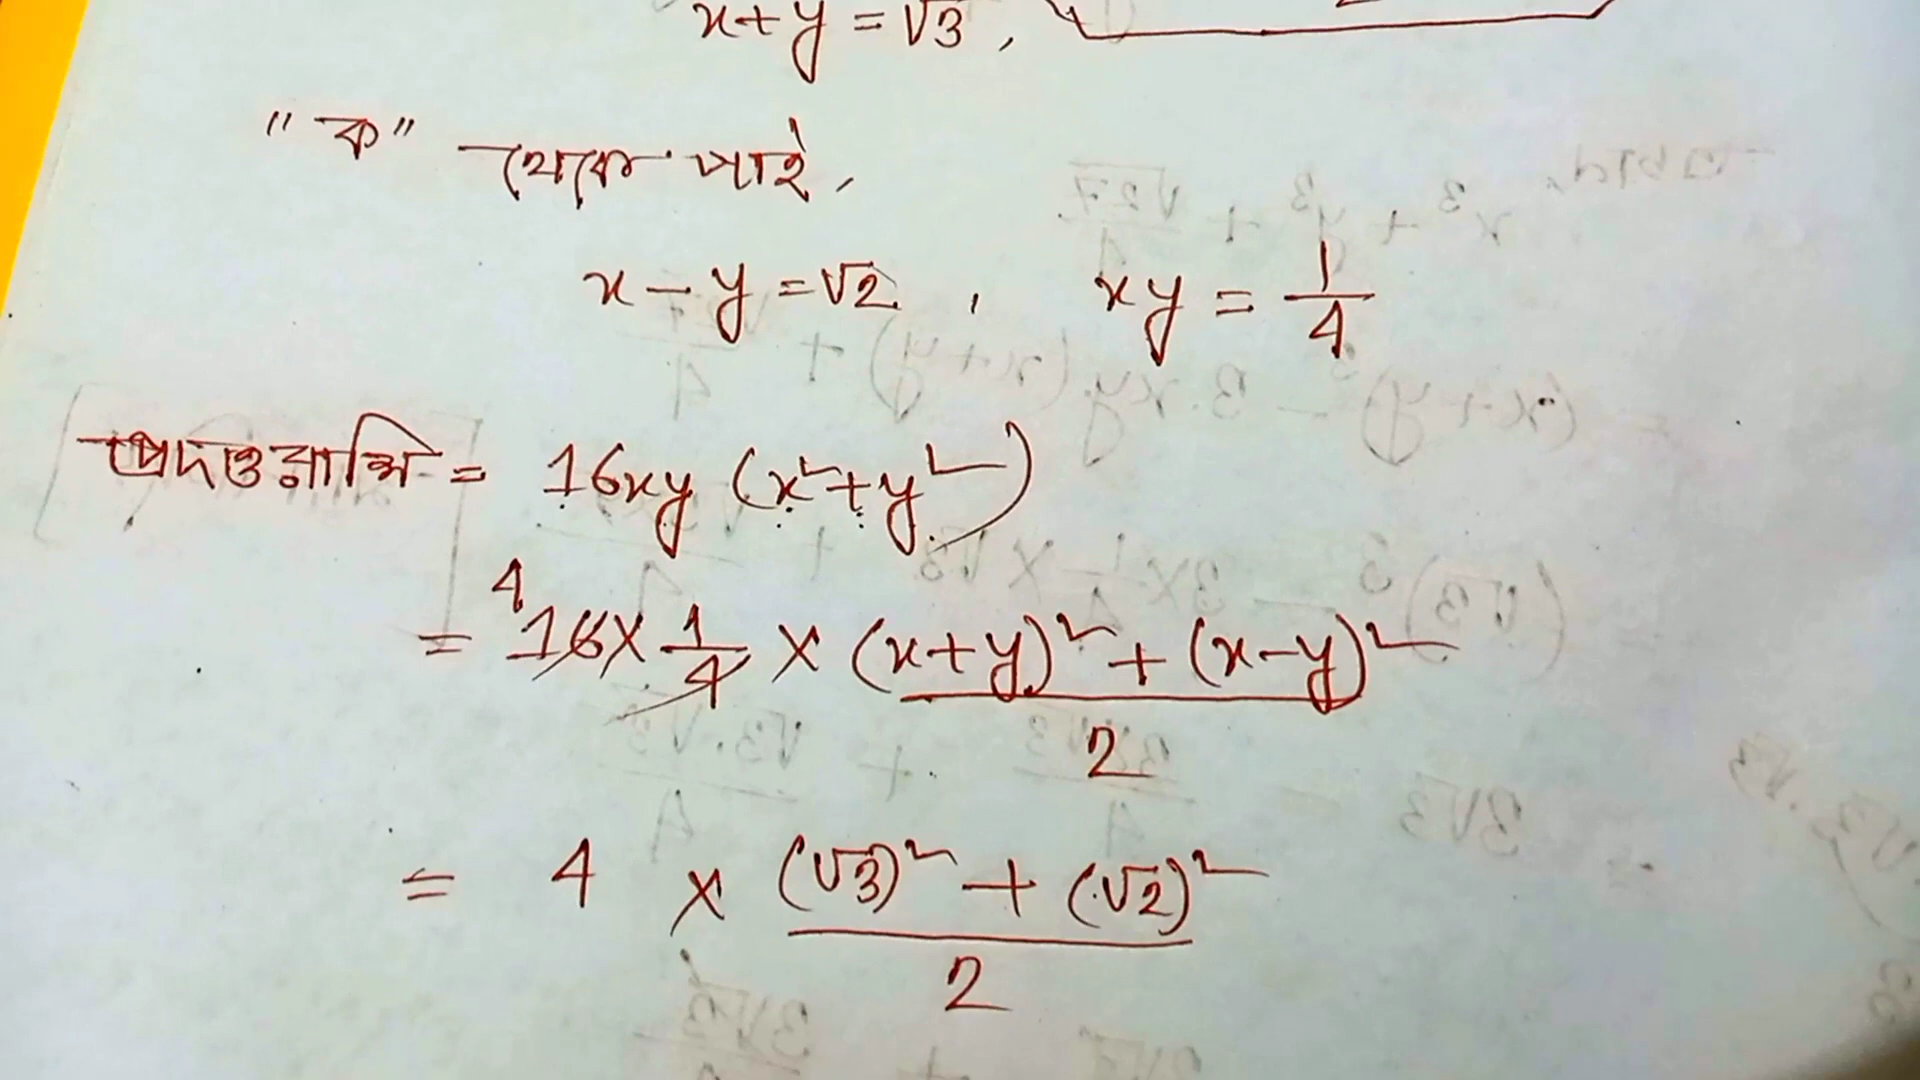 x+y = √3,
"ক" থেকে পাই,
x - y = √2, xy = 1/4
প্রদত্ত রাশি = 16xy (x²+y²)
= 16 × 1/4 × (x+y)² + (x-y)² / 2
4
= 4 × (√3)² + (√2)² / 2